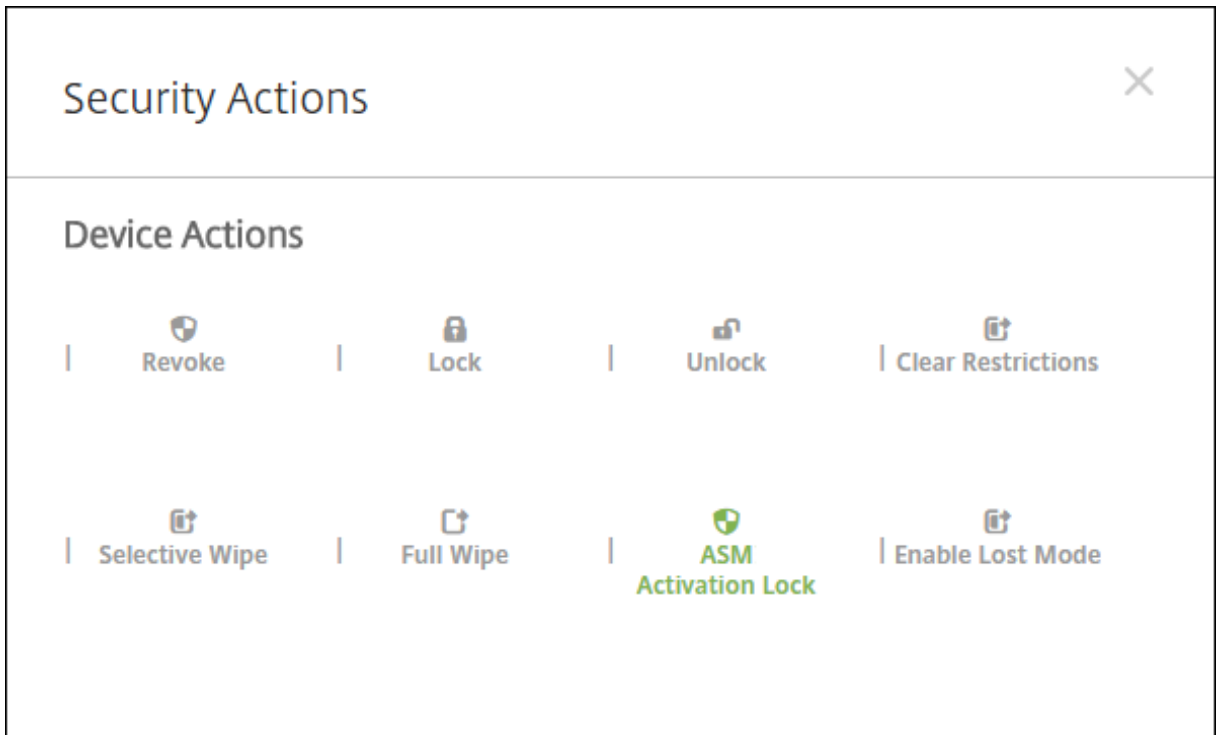 Security Actions
Device Actions
Revoke
Lock
Unlock
Clear Restrictions
Selective Wipe
Full Wipe
ASM
Activation Lock
Enable Lost Mode